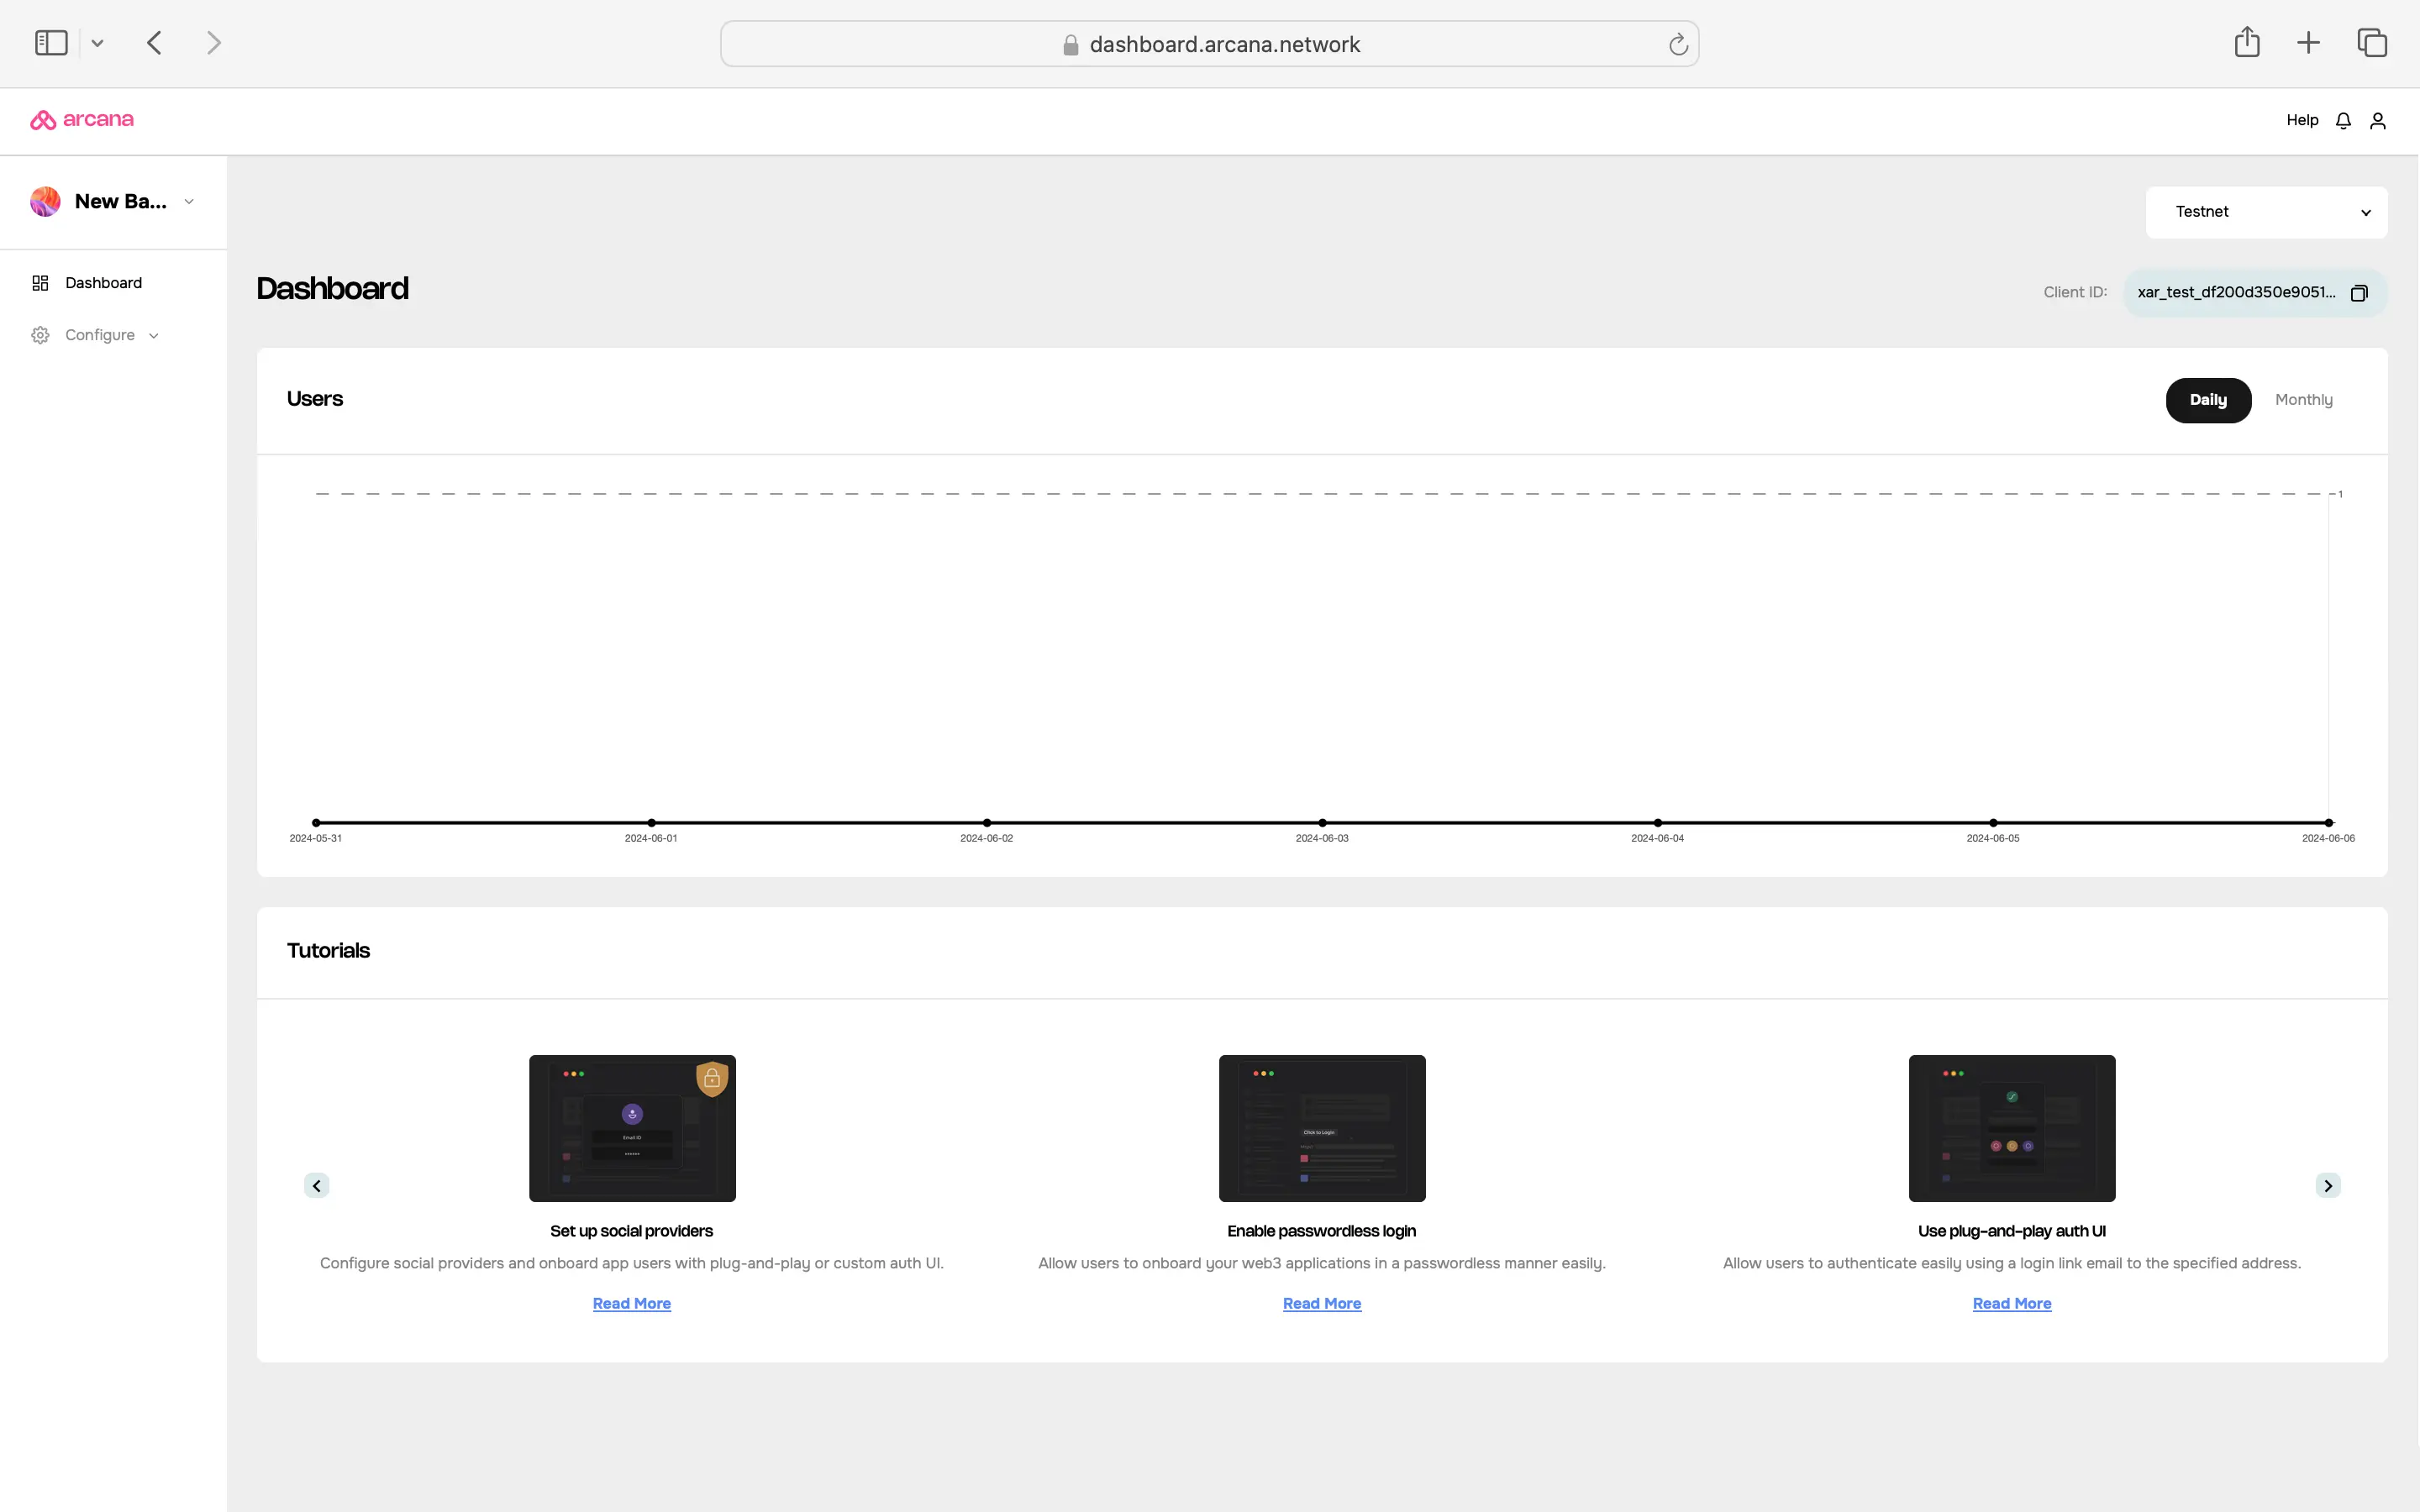 dashboard.arcana.network
arcana
Help
New Ba...
Testnet
Dashboard
Configure
Dashboard
Client ID:
xar_test_df200d350e9051...
Users
Daily
Monthly
1
2024-05-31
2024-06-01
2024-06-02
2024-06-03
2024-06-04
2024-06-05
2024-06-06
Tutorials
Email ID
Click to Login
Set up social providers
Configure social providers and onboard app users with plug-and-play or custom auth UI.
Read More
Enable passwordless login
Allow users to onboard your web3 applications in a passwordless manner easily.
Read More
Use plug-and-play auth UI
Allow users to authenticate easily using a login link email to the specified address.
Read More